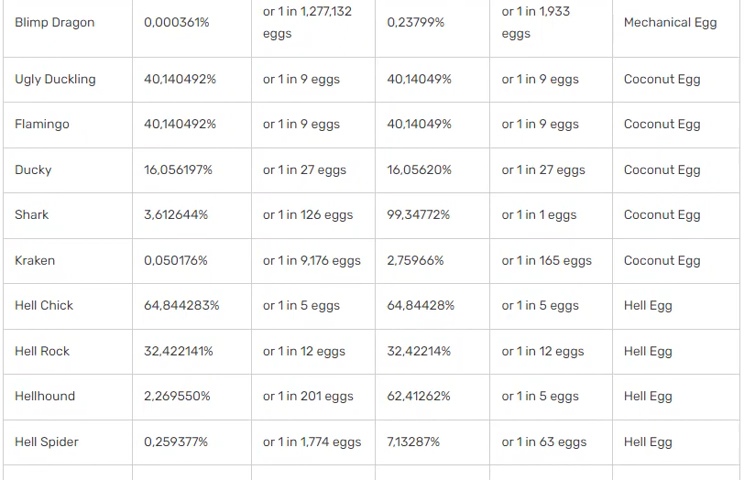 Blimp Dragon 0,000361% or 1 in 1,277,132 eggs 0,23799% or 1 in 1,933 eggs Mechanical Egg
Ugly Duckling 40,140492% or 1 in 9 eggs 40,14049% or 1 in 9 eggs Coconut Egg
Flamingo 40,140492% or 1 in 9 eggs 40,14049% or 1 in 9 eggs Coconut Egg
Ducky 16,056197% or 1 in 27 eggs 16,05620% or 1 in 27 eggs Coconut Egg
Shark 3,612644% or 1 in 126 eggs 99,34772% or 1 in 1 eggs Coconut Egg
Kraken 0,050176% or 1 in 9,176 eggs 2,75966% or 1 in 165 eggs Coconut Egg
Hell Chick 64,844283% or 1 in 5 eggs 64,84428% or 1 in 5 eggs Hell Egg
Hell Rock 32,422141% or 1 in 12 eggs 32,42214% or 1 in 12 eggs Hell Egg
Hellhound 2,269550% or 1 in 201 eggs 62,41262% or 1 in 5 eggs Hell Egg
Hell Spider 0,259377% or 1 in 1,774 eggs 7,13287% or 1 in 63 eggs Hell Egg